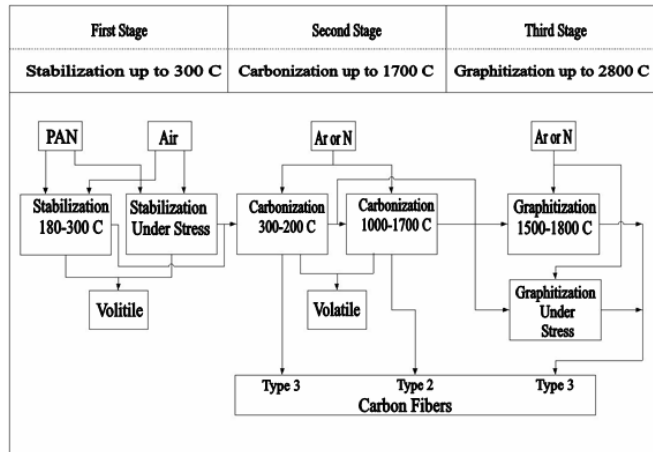 First Stage
Second Stage
Third Stage
Stabilization up to 300 C
Carbonization up to 1700 C
Graphitization up to 2800 C
PAN
Air
Ar or N
Ar or N
Stabilization
180-300 C
Stabilization
Under Stress
Carbonization
300-200 C
Carbonization
1000-1700 C
Graphitization
1500-1800 C
Volitile
Volatile
Graphitization
Under
Stress
Type 3
Type 2
Type 3
Carbon Fibers